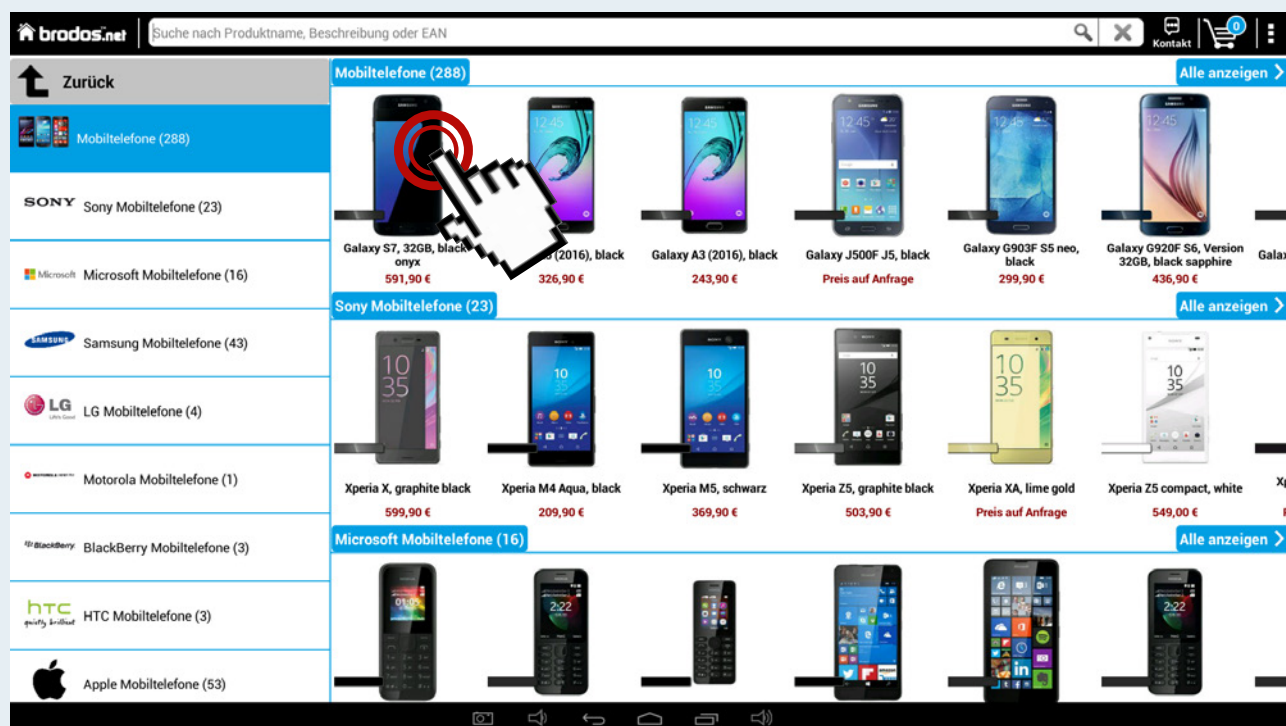 brodos.net
Suche nach Produktname, Beschreibung oder EAN
Kontakt
0
Zurück
Mobiltelefone (288)
SONY Sony Mobiltelefone (23)
Microsoft Microsoft Mobiltelefone (16)
SAMSUNG Samsung Mobiltelefone (43)
LG LG Mobiltelefone (4)
Motorola Mobiltelefone (1)
BlackBerry BlackBerry Mobiltelefone (3)
hTC quietly brilliant HTC Mobiltelefone (3)
Apple Mobiltelefone (53)
Mobiltelefone (288) Alle anzeigen
Galaxy S7, 32GB, black onyx
591,90 €
(2016), black
326,90 €
Galaxy A3 (2016), black
243,90 €
Galaxy J500F J5, black
Preis auf Anfrage
Galaxy G903F S5 neo, black
299,90 €
Galaxy G920F S6, Version 32GB, black sapphire
436,90 €
Sony Mobiltelefone (23) Alle anzeigen
Xperia X, graphite black
599,90 €
Xperia M4 Aqua, black
209,90 €
Xperia M5, schwarz
369,90 €
Xperia Z5, graphite black
503,90 €
Xperia XA, lime gold
Preis auf Anfrage
Xperia Z5 compact, white
549,00 €
Microsoft Mobiltelefone (16) Alle anzeigen